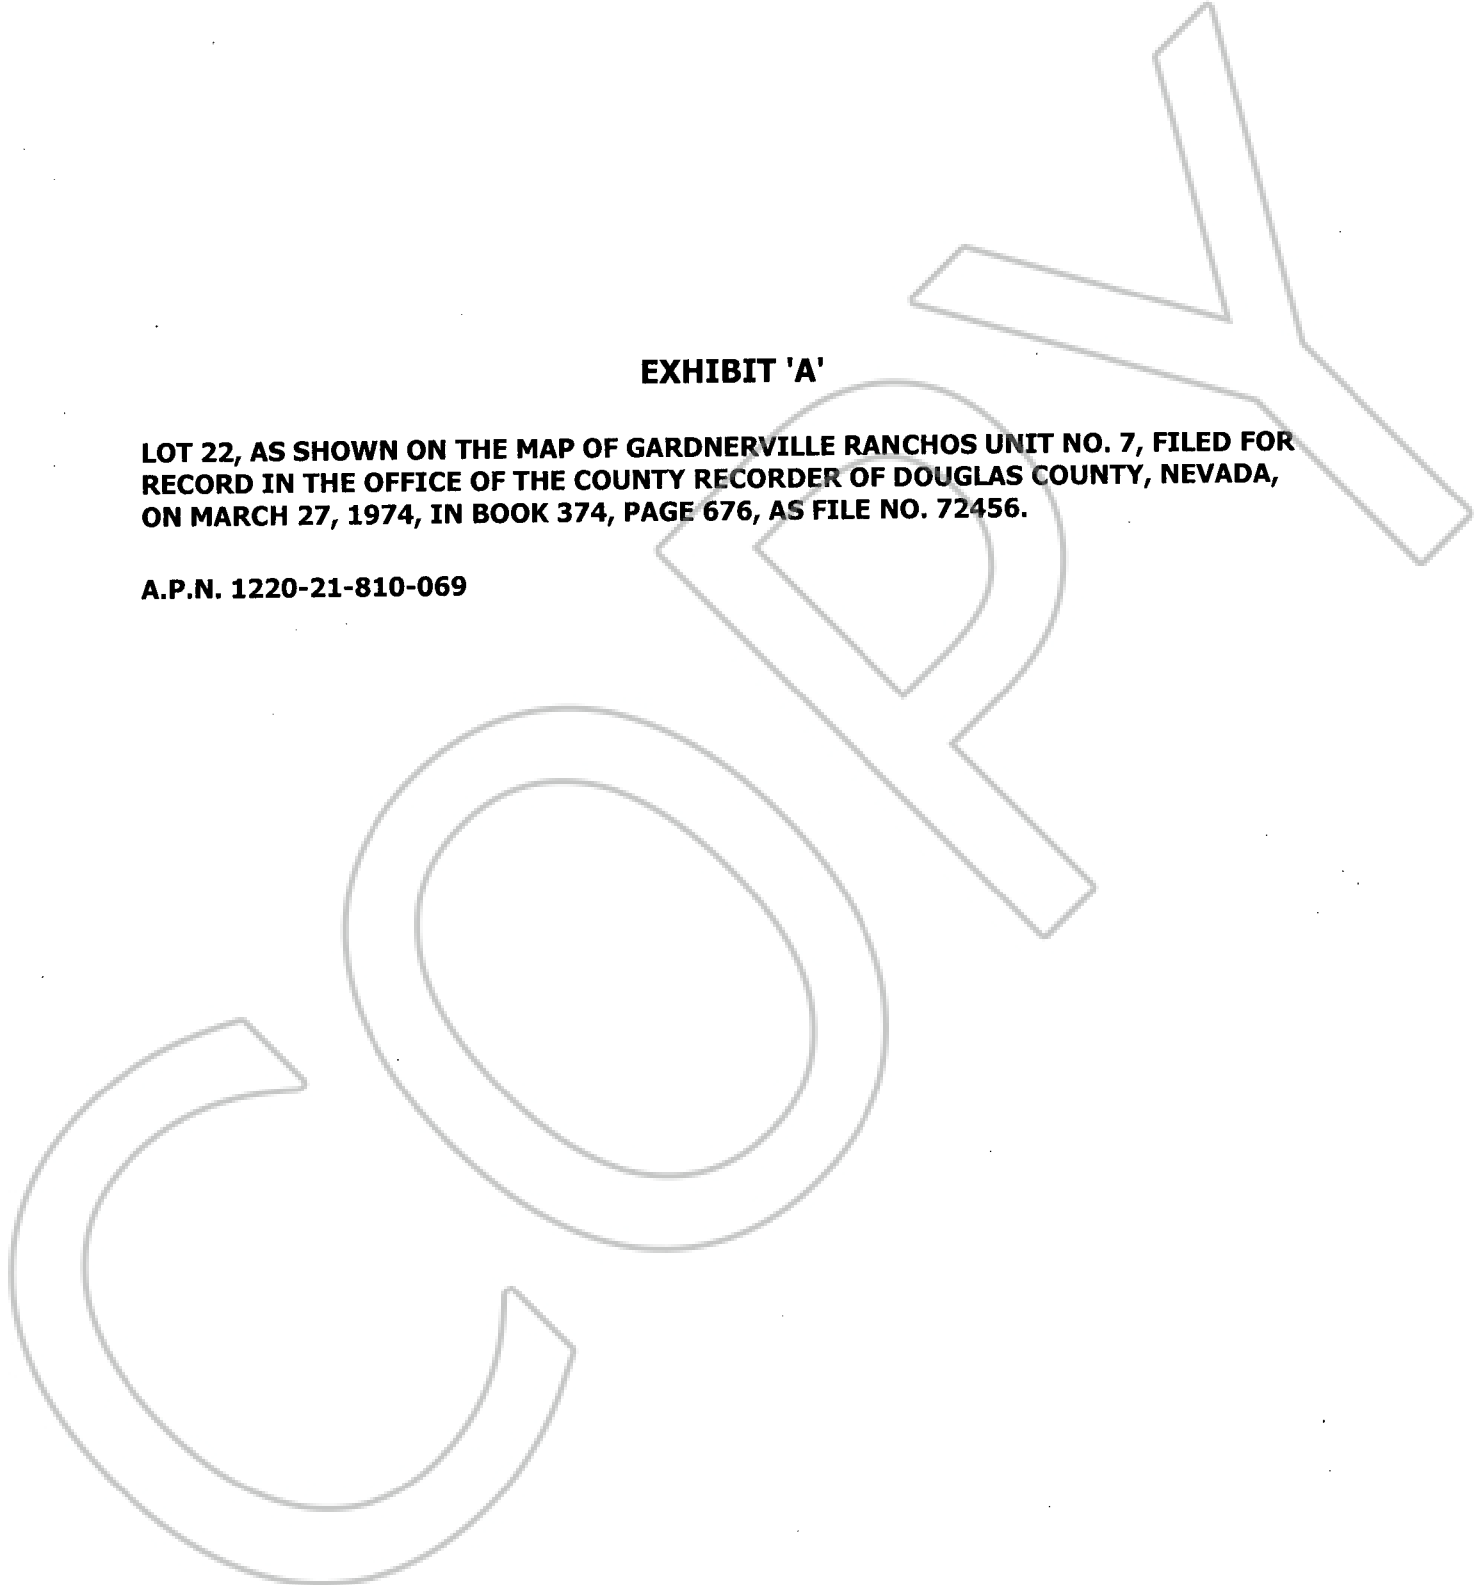 EXHIBIT 'A'
LOT 22, AS SHOWN ON THE MAP OF GARDNERVILLE RANCHOS UNIT NO. 7, FILED FOR
RECORD IN THE OFFICE OF THE COUNTY RECORDER OF DOUGLAS COUNTY, NEVADA,
ON MARCH 27, 1974, IN BOOK 374, PAGE 676, AS FILE NO. 72456.
A.P.N. 1220-21-810-069
COPY